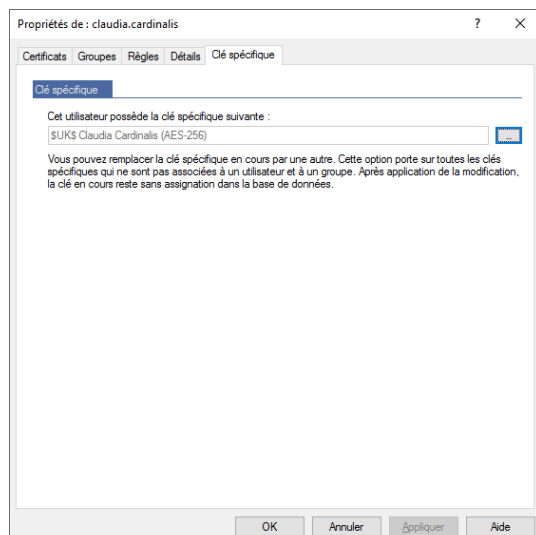 Propriétés de : claudia.cardinalis ? ×
Certificats Groupes Règles Détails Clé spécifique
Clé spécifique
Cet utilisateur possède la clé spécifique suivante :
$UK$ Claudia Cardinalis (AES-256) ...
Vous pouvez remplacer la clé spécifique en cours par une autre. Cette option porte sur toutes les clés
spécifiques qui ne sont pas associées à un utilisateur et à un groupe. Après application de la modification,
la clé en cours reste sans assignation dans la base de données.
OK Annuler Appliquer Aide